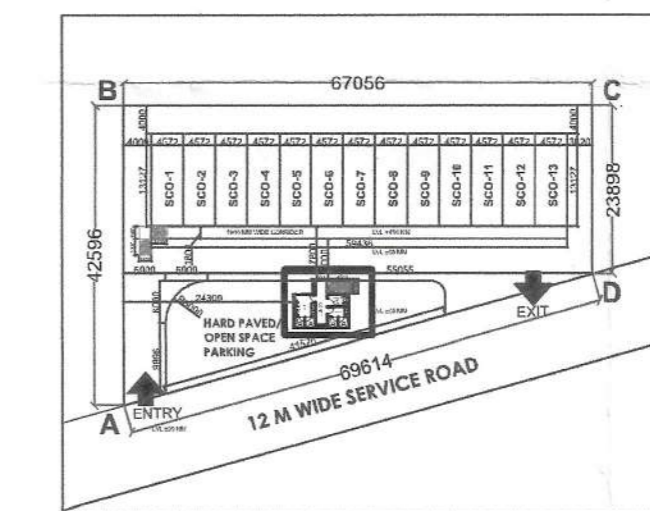 B
67056
C
4000
4000
4572 4572 4572 4572 4572 4572 4572 4572 4572 4572 4572 4572 4572
13127
SCO-1
SCO-2
SCO-3
SCO-4
SCO-5
SCO-6
SCO-7
SCO-8
SCO-9
SCO-10
SCO-11
SCO-12
SCO-13
13127
23898
42596
59436
6000
6000
55055
D
24300
EXIT
HARD PAVED/
OPEN SPACE
PARKING
69614
12 M WIDE SERVICE ROAD
ENTRY
A